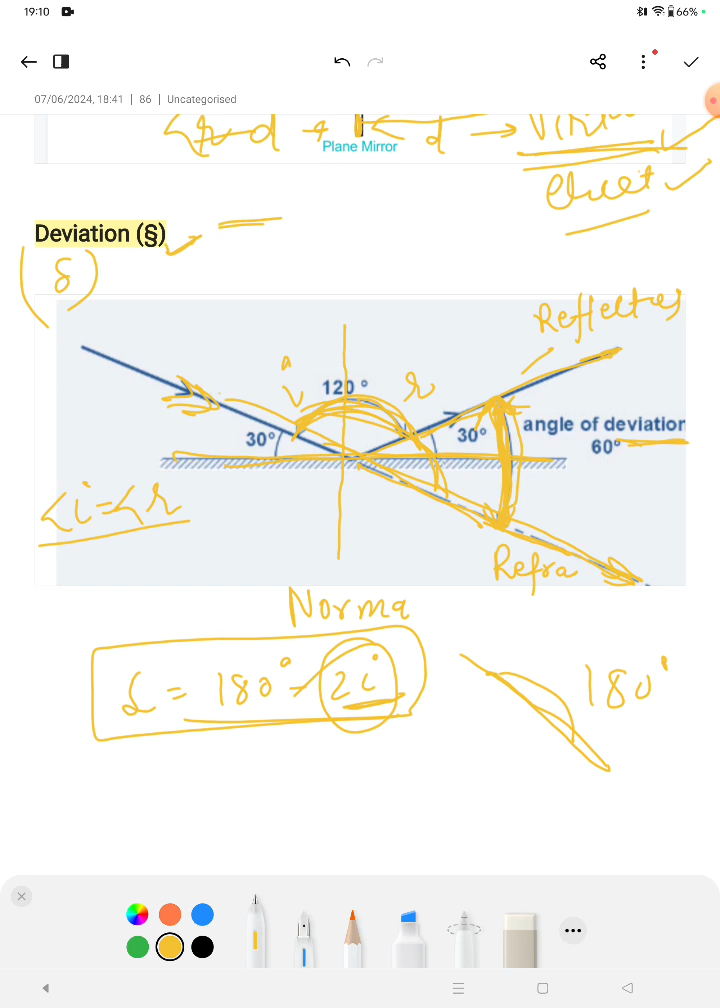 19:10 66%
07/06/2024, 18:41 | 86 | Uncategorised
d d →
Plane Mirror
Deviation (§)
(δ)
Reflected
i r
120 °
30° 30° angle of deviation
60°
<i=<r
Refra
Norma
δ = 180° - 2i 180°